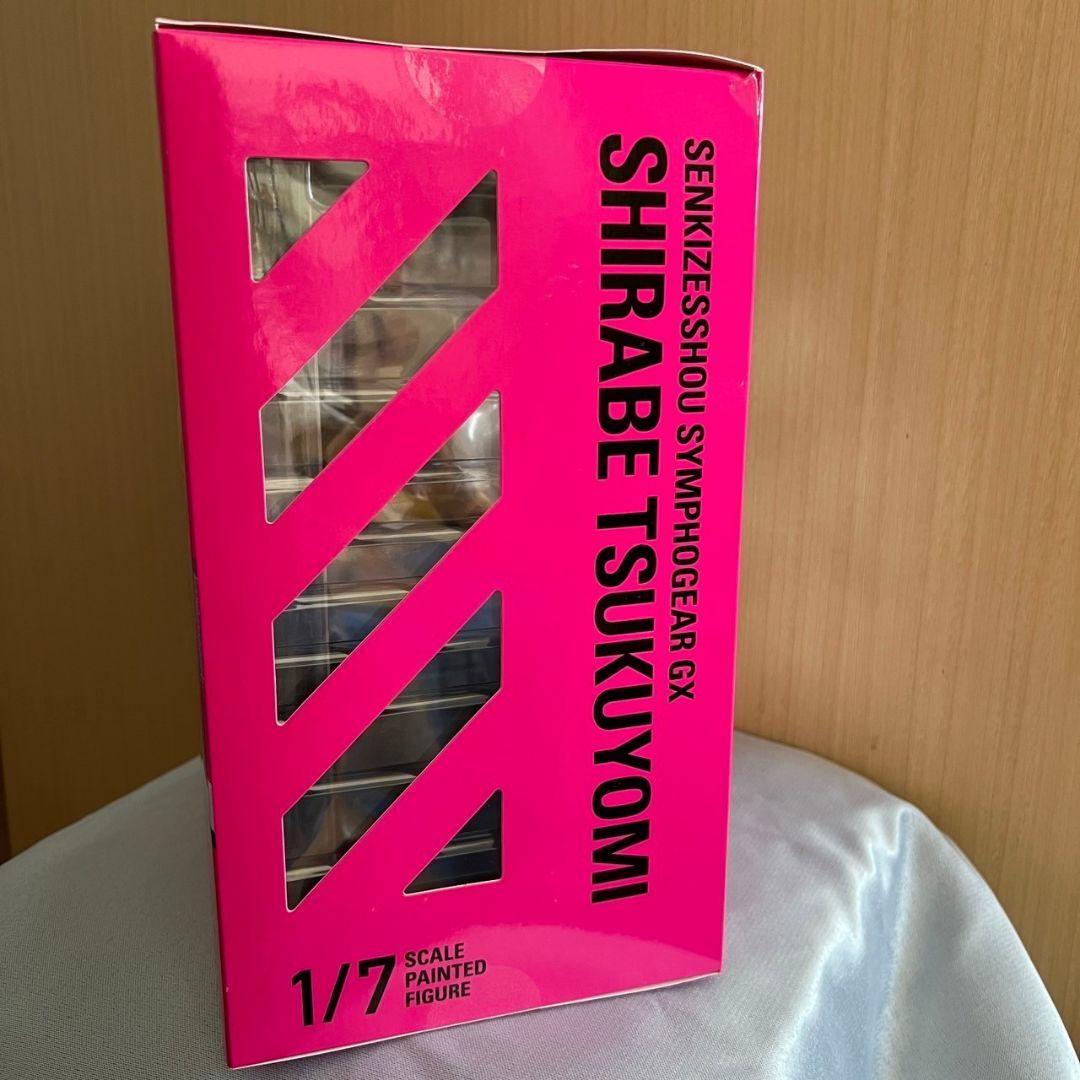 SENKIZESSHOU SYMPHOGEAR GX
SHIRABE TSUKUYOMI
1/7
SCALE
PAINTED
FIGURE